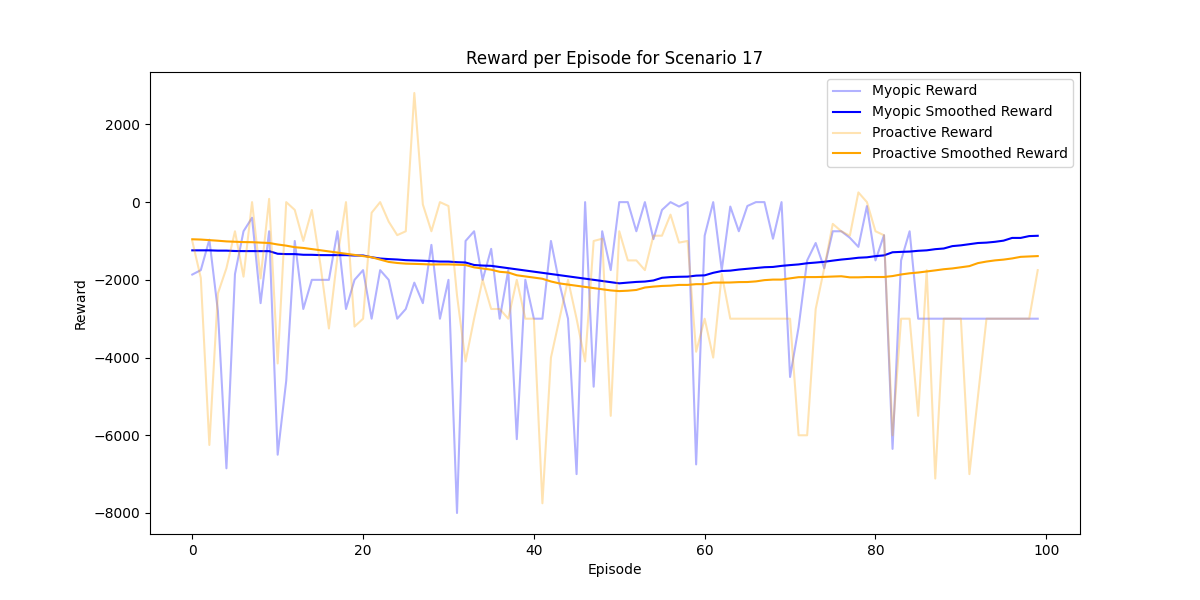 Reward per Episode for Scenario 17
Myopic Reward
Myopic Smoothed Reward
Proactive Reward
Proactive Smoothed Reward
2000
0
−2000
−4000
−6000
−8000
Reward
0 20 40 60 80 100
Episode